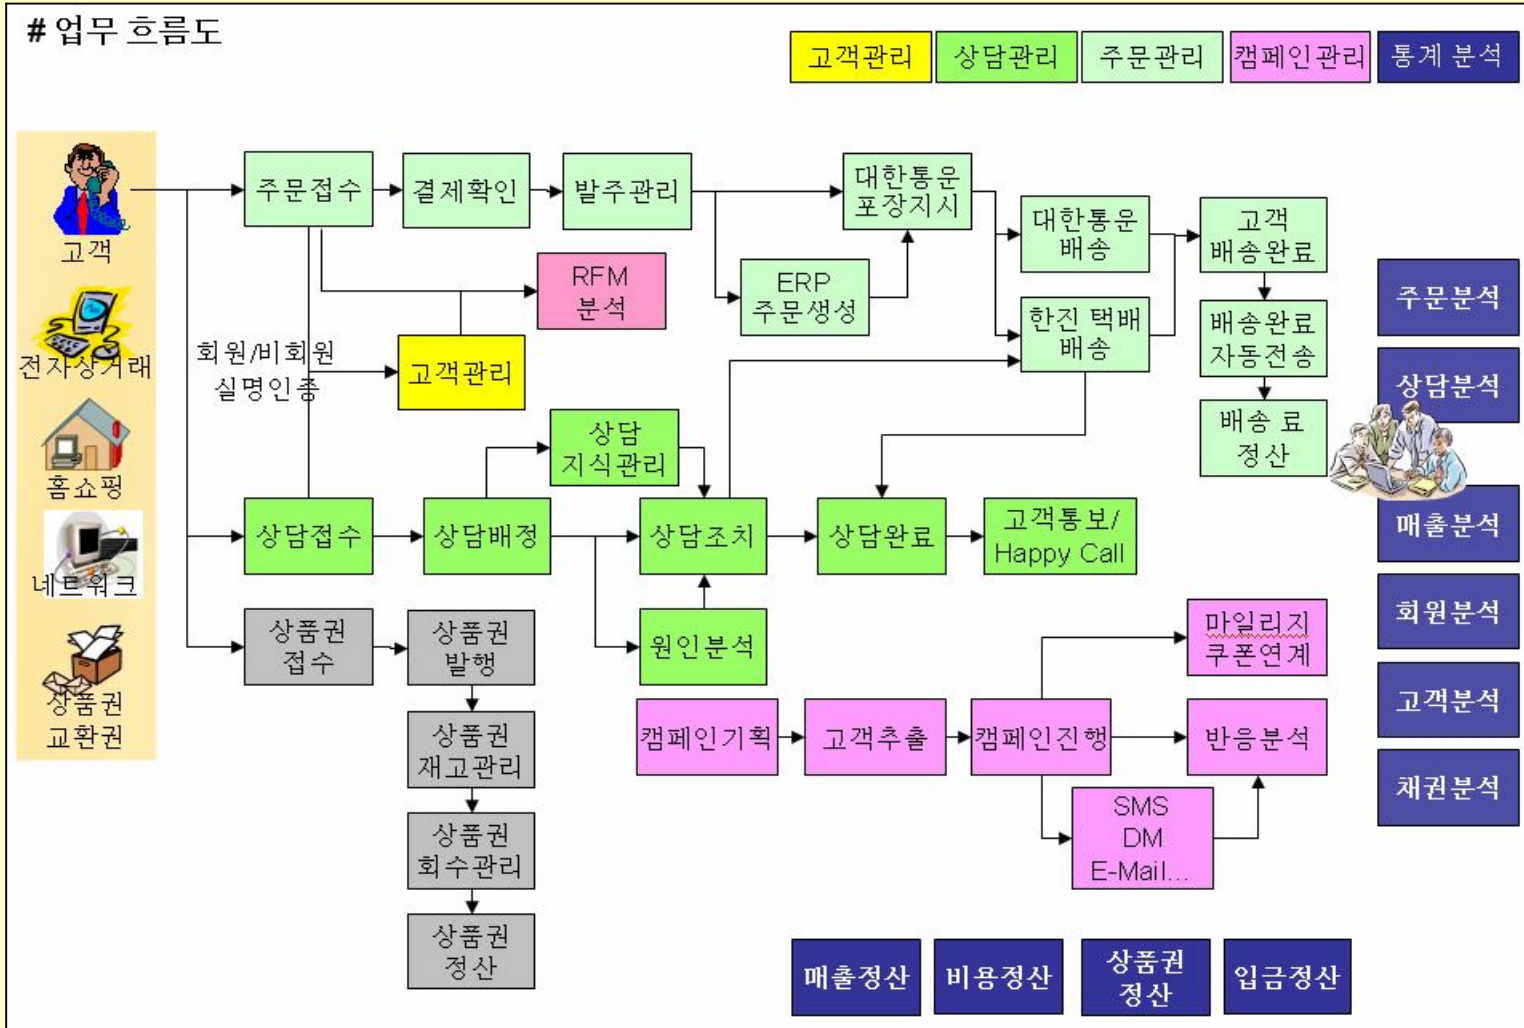 # 업무 흐름도
고객관리
상담관리
주문관리
캠페인관리
통계 분석
고객
전자상거래
홈쇼핑
네트워크
상품권
교환권
주문접수
결제확인
발주관리
대한통운
포장지시
ERP
주문생성
대한통운
배송
한진 택배
배송
고객
배송완료
배송완료
자동전송
배송 료
정산
RFM
분석
회원/비회원
실명인증
고객관리
상담
지식관리
상담접수
상담배정
상담조치
상담완료
고객통보/
Happy Call
원인분석
상품권
접수
상품권
발행
상품권
재고관리
상품권
회수관리
상품권
정산
캠페인기획
고객추출
캠페인진행
마일리지
쿠폰연계
반응분석
SMS
DM
E-Mail...
주문분석
상담분석
매출분석
회원분석
고객분석
채권분석
매출정산
비용정산
상품권
정산
입금정산